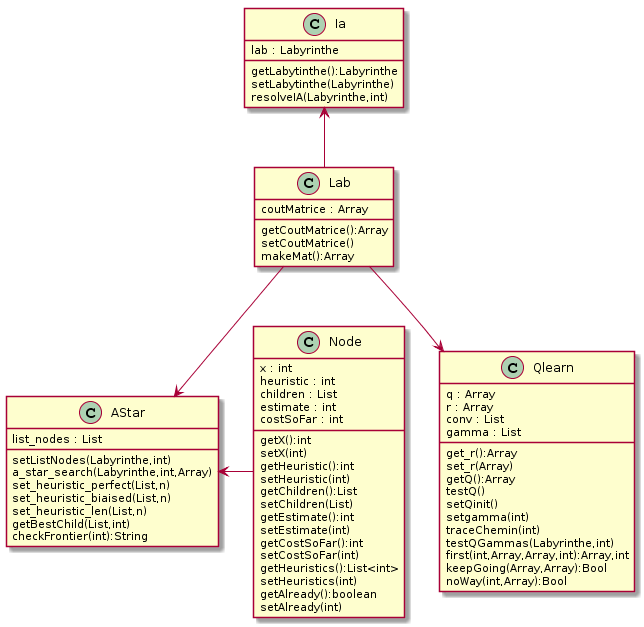 C Ia
lab : Labyrinthe
getLabytinthe():Labyrinthe
setLabytinthe(Labyrinthe)
resolveIA(Labyrinthe,int)
C Lab
coutMatrice : Array
getCoutMatrice():Array
setCoutMatrice()
makeMat():Array
C Node
x : int
heuristic : int
children : List
estimate : int
costSoFar : int
getX():int
setX(int)
getHeuristic():int
setHeuristic(int)
getChildren():List
setChildren(List)
getEstimate():int
setEstimate(int)
getCostSoFar():int
setCostSoFar(int)
getHeuristics():List<int>
setHeuristics(int)
getAlready():boolean
setAlready(int)
C AStar
list_nodes : List
setListNodes(Labyrinthe,int)
a_star_search(Labyrinthe,int,Array)
set_heuristic_perfect(List,n)
set_heuristic_biaised(List,n)
set_heuristic_len(List,n)
getBestChild(List,int)
checkFrontier(int):String
C Qlearn
q : Array
r : Array
conv : List
gamma : List
get_r():Array
set_r(Array)
getQ():Array
testQ()
setQinit()
setgamma(int)
traceChemin(int)
testQGammas(Labyrinthe,int)
first(int,Array,Array,int):Array,int
keepGoing(Array,Array):Bool
noWay(int,Array):Bool